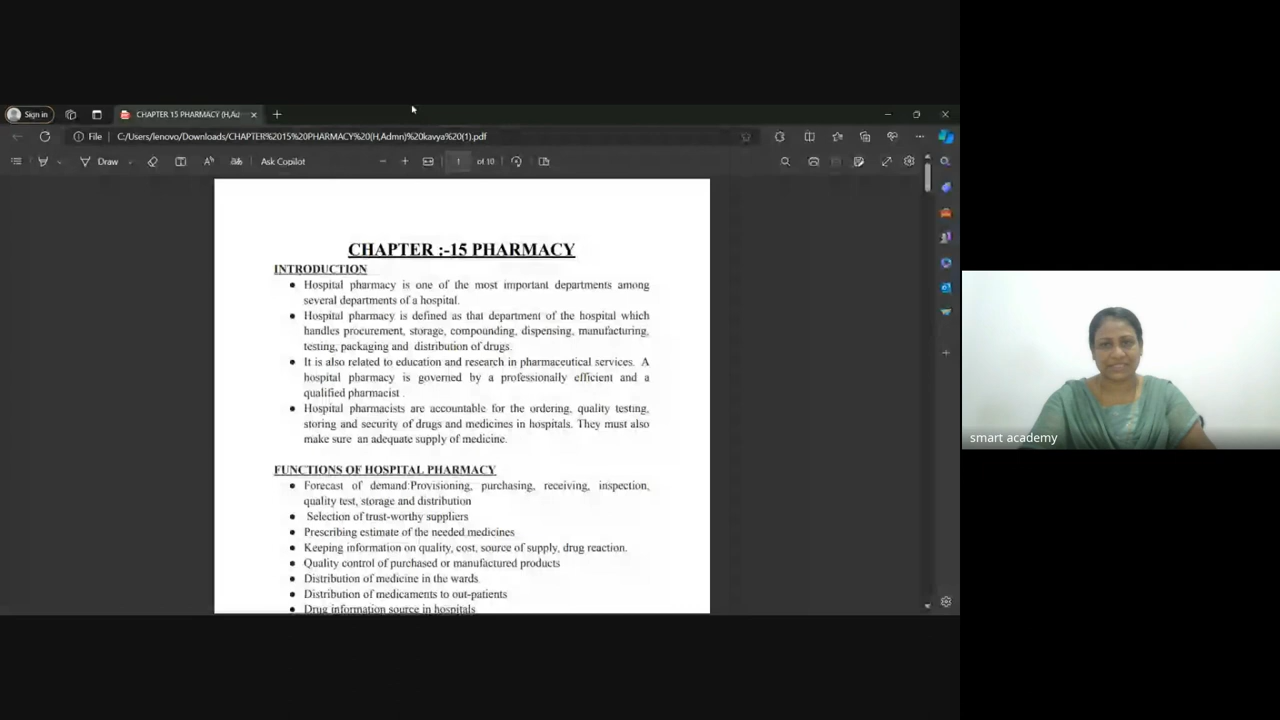 Sign in
CHAPTER 15 PHARMACY (H,Ad
File
C:/Users/lenovo/Downloads/CHAPTER%2015%20PHARMACY%20(H,Admn)%20kavya%20(1).pdf
Draw
Ask Copilot
1 of 10
CHAPTER :-15 PHARMACY
INTRODUCTION
● Hospital pharmacy is one of the most important departments among
several departments of a hospital.
● Hospital pharmacy is defined as that department of the hospital which
handles procurement, storage, compounding, dispensing, manufacturing,
testing, packaging and distribution of drugs.
● It is also related to education and research in pharmaceutical services. A
hospital pharmacy is governed by a professionally efficient and a
qualified pharmacist .
● Hospital pharmacists are accountable for the ordering, quality testing,
storing and security of drugs and medicines in hospitals. They must also
make sure an adequate supply of medicine.
FUNCTIONS OF HOSPITAL PHARMACY
● Forecast of demand:Provisioning, purchasing, receiving, inspection,
quality test, storage and distribution
● Selection of trust-worthy suppliers
● Prescribing estimate of the needed medicines
● Keeping information on quality, cost, source of supply, drug reaction.
● Quality control of purchased or manufactured products
● Distribution of medicine in the wards
● Distribution of medicaments to out-patients
● Drug information source in hospitals
smart academy